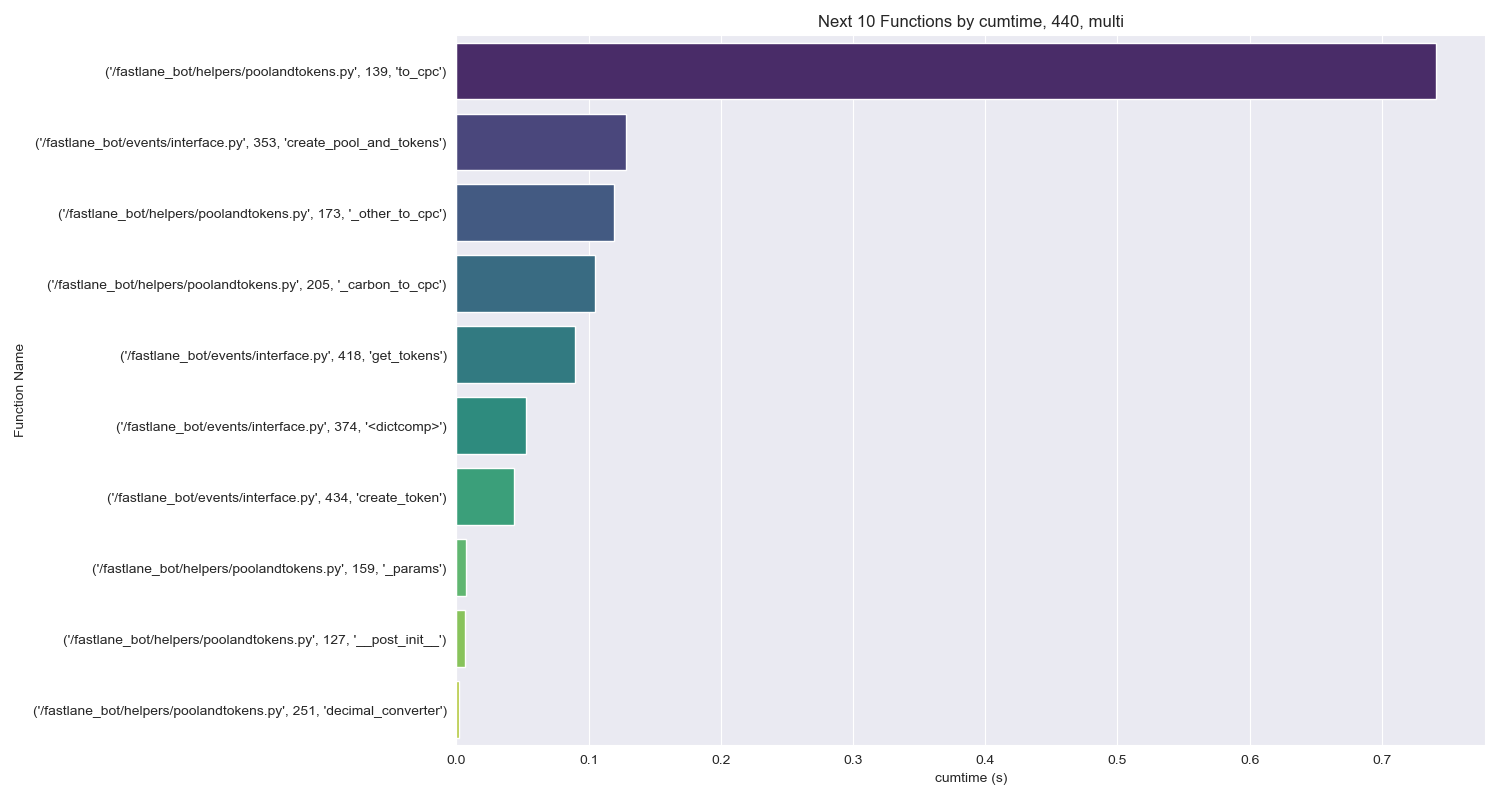 Next 10 Functions by cumtime, 440, multi
('/fastlane_bot/helpers/poolandtokens.py', 139, 'to_cpc')
('/fastlane_bot/events/interface.py', 353, 'create_pool_and_tokens')
('/fastlane_bot/helpers/poolandtokens.py', 173, '_other_to_cpc')
('/fastlane_bot/helpers/poolandtokens.py', 205, '_carbon_to_cpc')
('/fastlane_bot/events/interface.py', 418, 'get_tokens')
('/fastlane_bot/events/interface.py', 374, '<dictcomp>')
('/fastlane_bot/events/interface.py', 434, 'create_token')
('/fastlane_bot/helpers/poolandtokens.py', 159, '_params')
('/fastlane_bot/helpers/poolandtokens.py', 127, '__post_init__')
('/fastlane_bot/helpers/poolandtokens.py', 251, 'decimal_converter')
Function Name
0.0 0.1 0.2 0.3 0.4 0.5 0.6 0.7
cumtime (s)